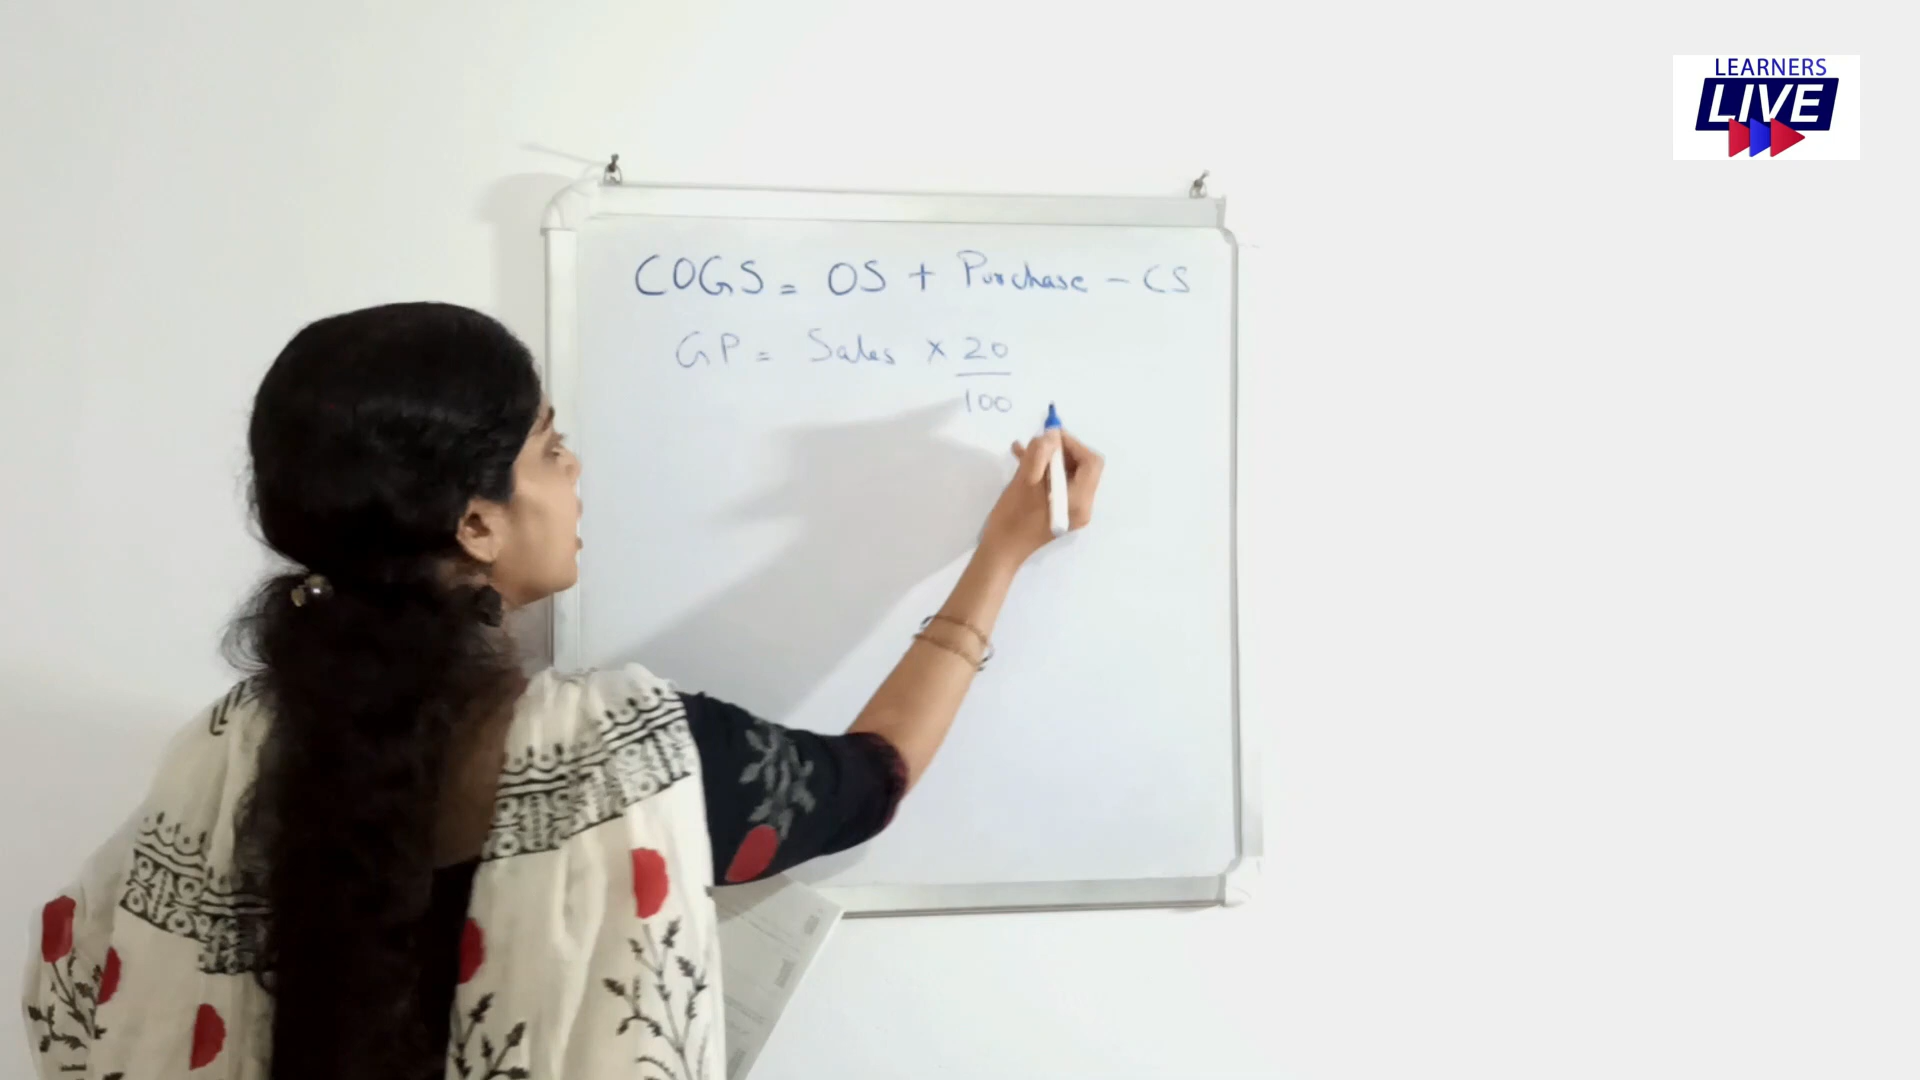 LEARNERS
LIVE
COGS = OS + Purchase - CS
GP = Sales × 20
100